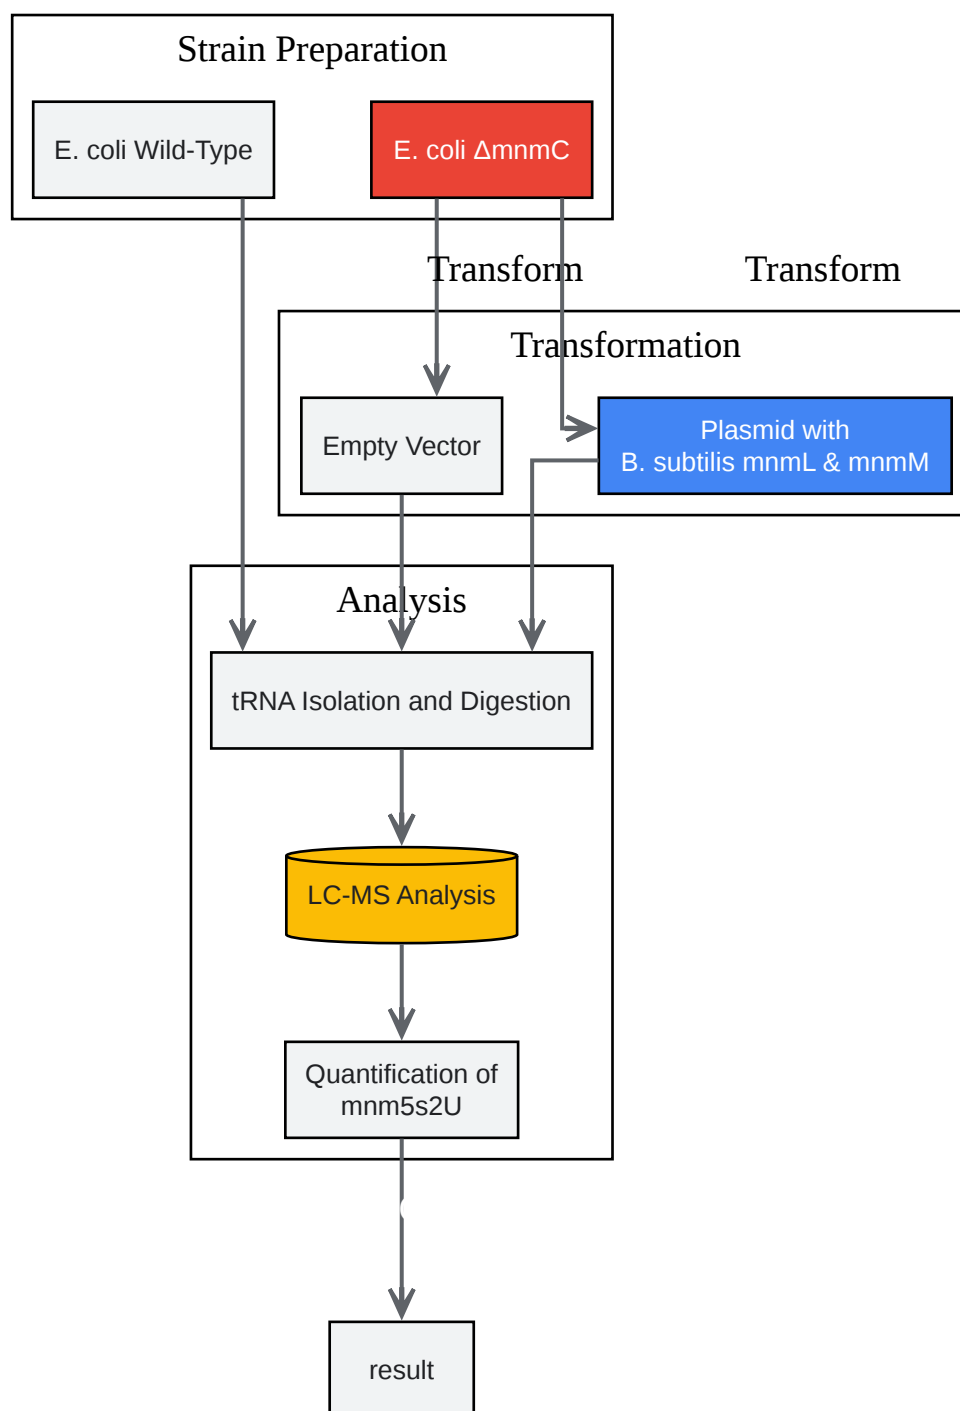 Strain Preparation
E. coli Wild-Type
E. coli ΔmnmC
Transform
Transform
Transformation
Empty Vector
Plasmid with
B. subtilis mnmL & mnmM
Analysis
tRNA Isolation and Digestion
LC-MS Analysis
Quantification of
mnm5s2U
result